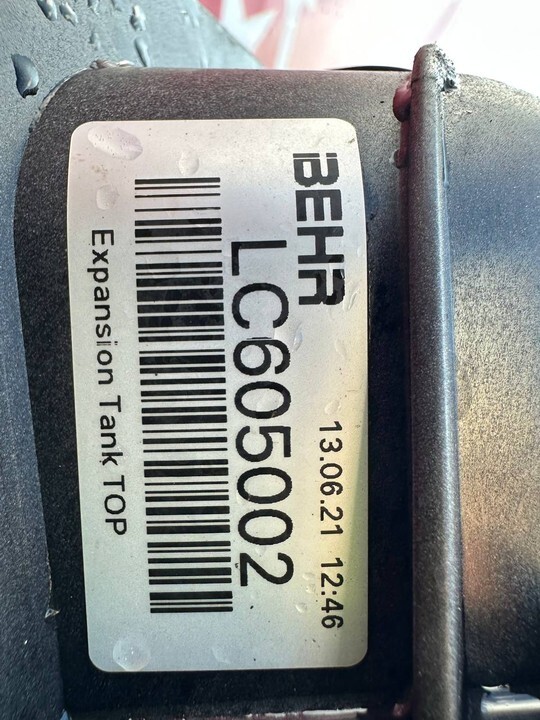 BEHR 13.06.21 12:46
LC605002
Expansion Tank TOP